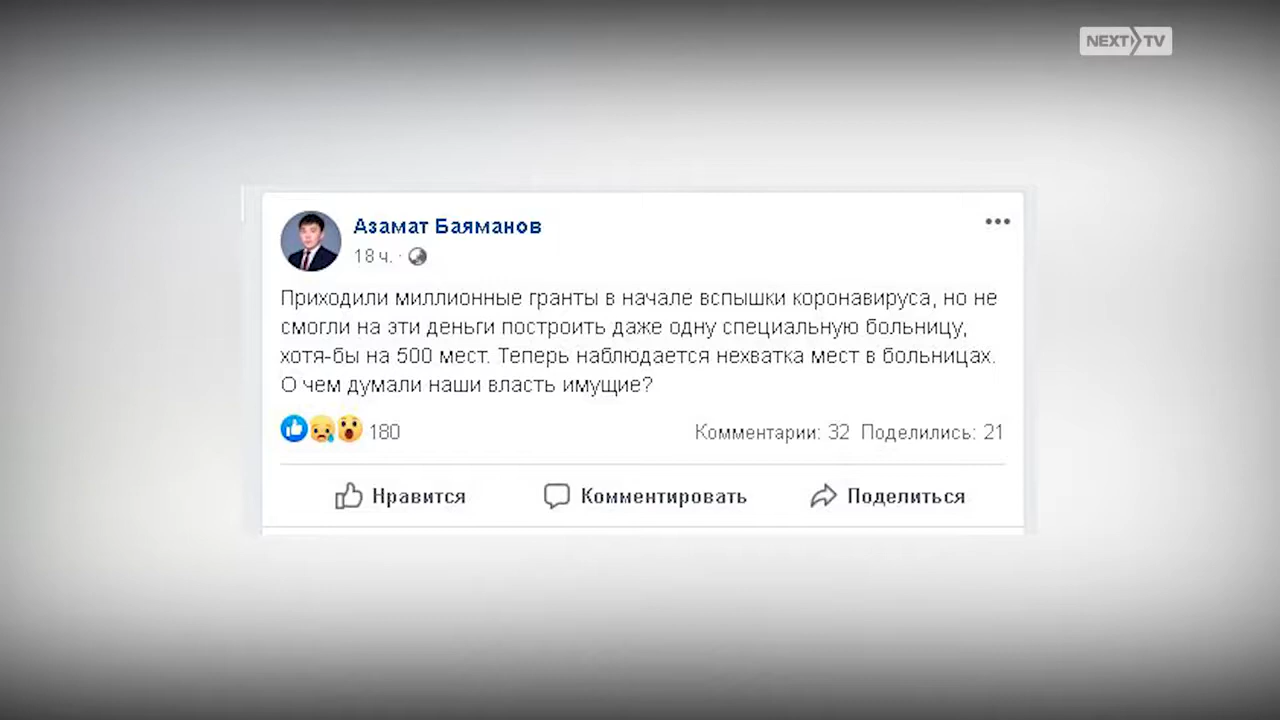 NEXT TV
Азамат Баяманов
18 ч. ·
Приходили миллионные гранты в начале вспышки коронавируса, но не
смогли на эти деньги построить даже одну специальную больницу,
хотя-бы на 500 мест. Теперь наблюдается нехватка мест в больницах.
О чем думали наши власть имущие?
180 Комментарии: 32 Поделились: 21
Нравится Комментировать Поделиться